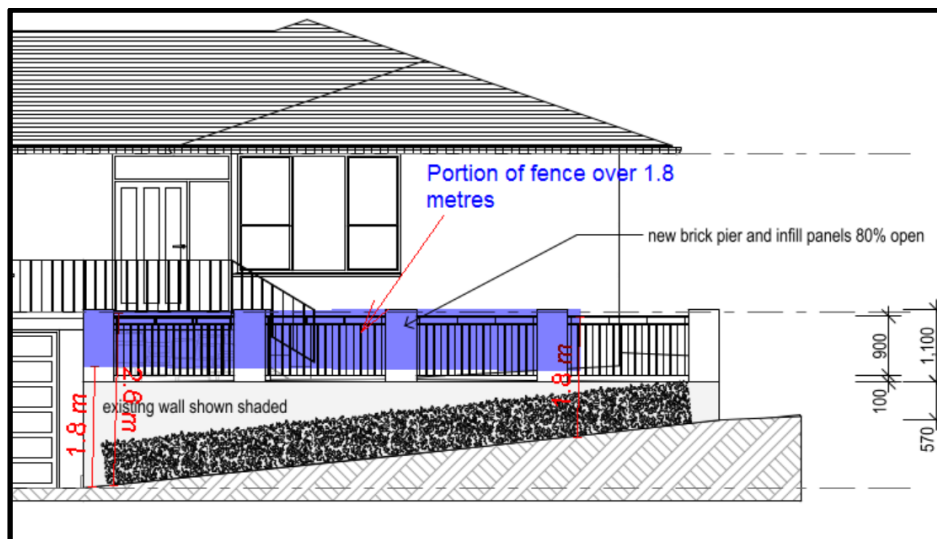 Portion of fence over 1.8
metres
new brick pier and infill panels 80% open
existing wall shown shaded
1.8 m
2.6 m
1.8 m
900
1,100
100
570